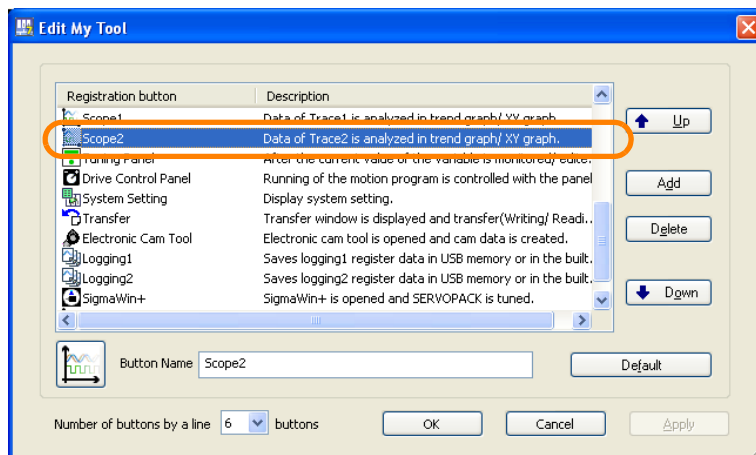 Edit My Tool
Registration button Description
Scope1 Data of Trace1 is analyzed in trend graph/ XY graph.
Scope2 Data of Trace2 is analyzed in trend graph/ XY graph.
Tuning Panel After the current value of the variable is monitored/ edite.
Drive Control Panel Running of the motion program is controlled with the panel
System Setting Display system setting.
Transfer Transfer window is displayed and transfer(Writing/ Readi..
Electronic Cam Tool Electronic cam tool is opened and cam data is created.
Logging1 Saves logging1 register data in USB memory or in the built.
Logging2 Saves logging2 register data in USB memory or in the built.
SigmaWin+ SigmaWin+ is opened and SERVOPACK is tuned.
Up
Add
Delete
Down
Button Name Scope2
Default
Number of buttons by a line 6 buttons
OK Cancel Apply